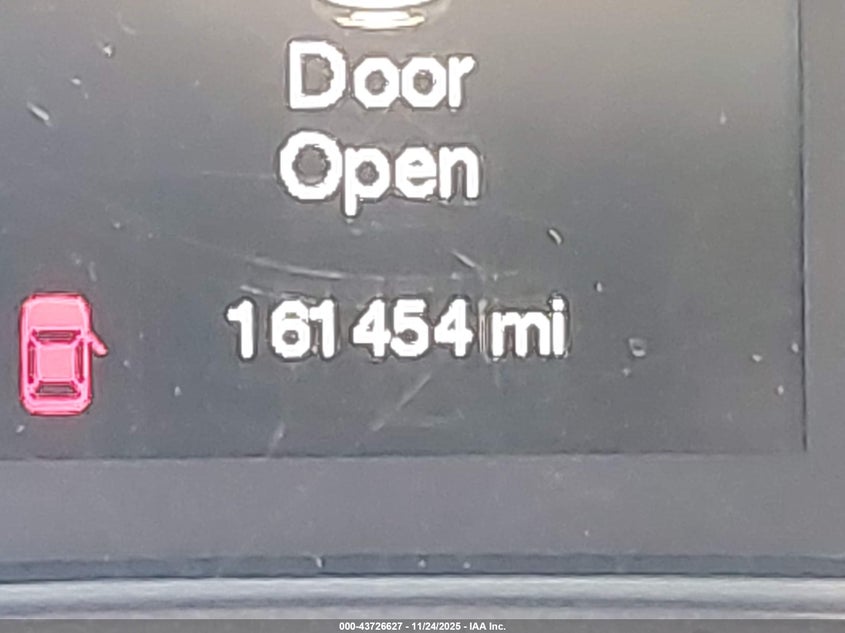 Door
Open
161454 mi
000-43726627 - 11/24/2025 - IAA Inc.